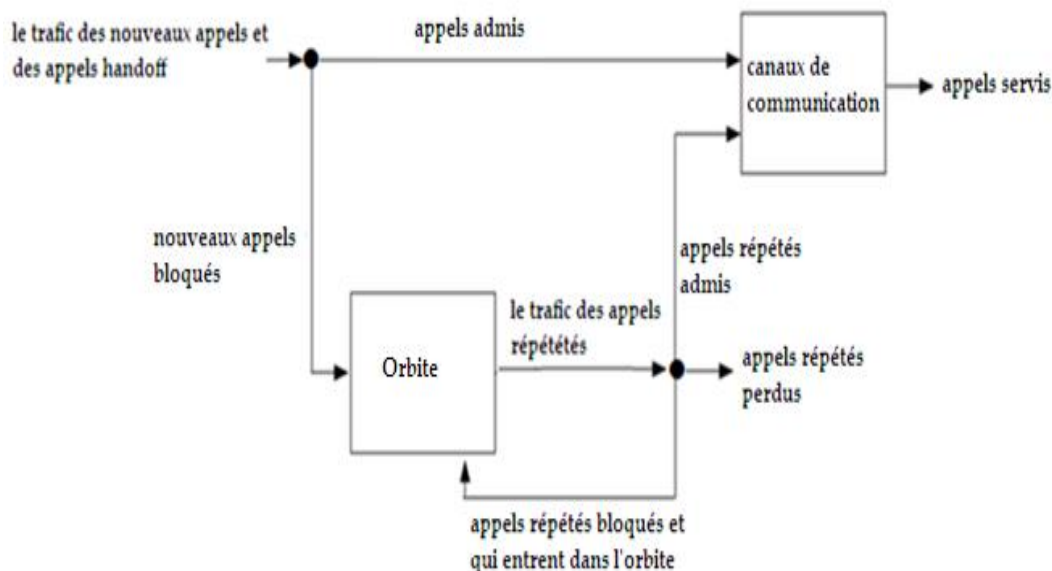 le trafic des nouveaux appels et
des appels handoff
appels admis
canaux de
communication
appels servis
nouveaux appels
bloqués
appels répétés
admis
Orbite
le trafic des appels
répététés
appels répétés
perdus
appels répétés bloqués et
qui entrent dans l'orbite